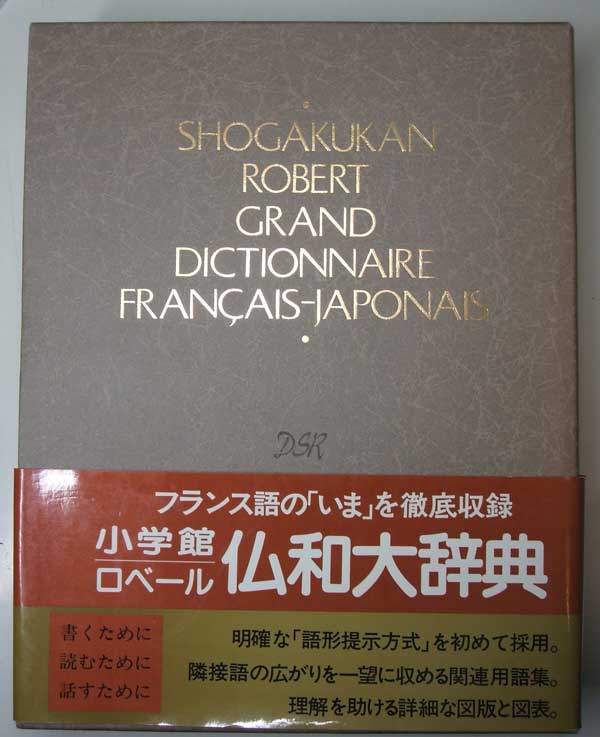 SHOGAKUKAN
ROBERT
GRAND
DICTIONNAIRE
FRANÇAIS-JAPONAIS
DSR
フランス語の「いま」を徹底収録
小学館
ロベール
仏和大辞典
書くために
読むために
話すために
明確な「語形提示方式」を初めて採用。
隣接語の広がりを一望に収める関連用語集。
理解を助ける詳細な図版と図表。